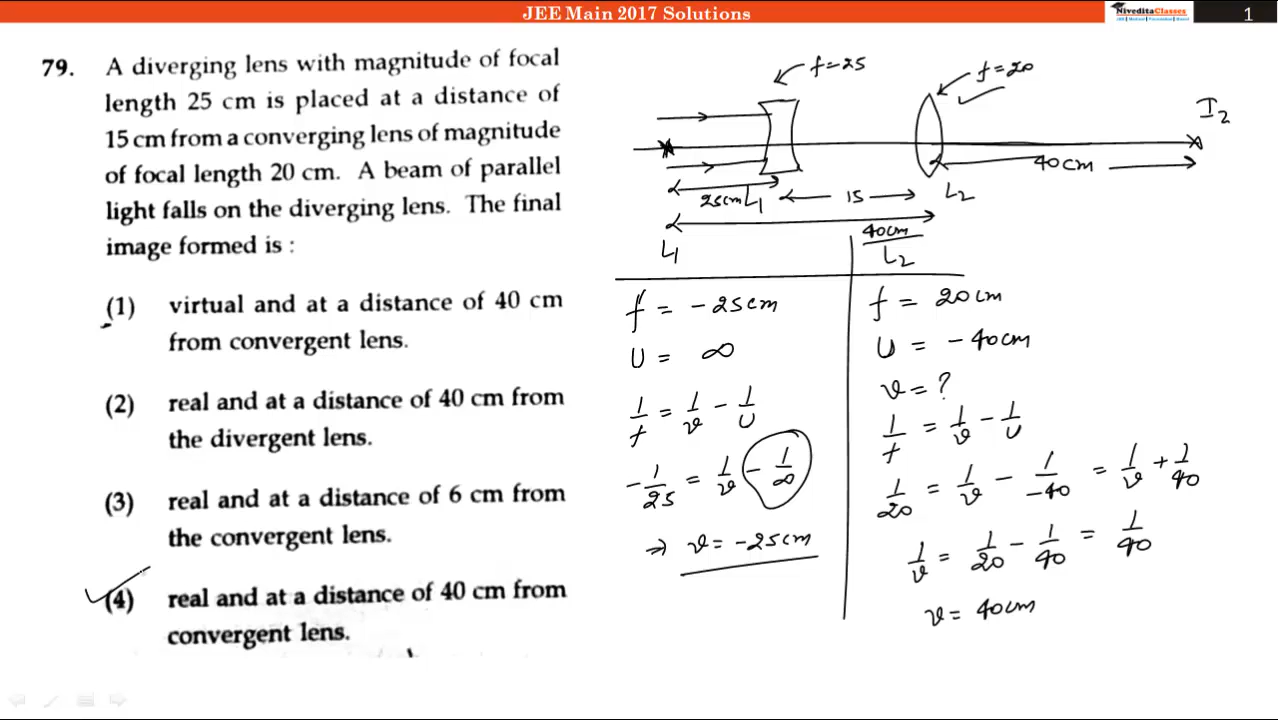 JEE Main 2017 Solutions
NiveditaClasses
1
79. A diverging lens with magnitude of focal
length 25 cm is placed at a distance of
15 cm from a converging lens of magnitude
of focal length 20 cm. A beam of parallel
light falls on the diverging lens. The final
image formed is :
(1) virtual and at a distance of 40 cm
from convergent lens.
(2) real and at a distance of 40 cm from
the divergent lens.
(3) real and at a distance of 6 cm from
the convergent lens.
(4) real and at a distance of 40 cm from
convergent lens.
f=25
f=20
I2
40cm
25cm L1
15
L2
40cm
L1
f = -25cm
U = ∞
1/f = 1/v - 1/U
-1/25 = 1/v - 1/∞
⇒ v = -25cm
L2
f = 20cm
U = -40cm
v = ?
1/f = 1/v - 1/U
1/20 = 1/v - 1/-40 = 1/v + 1/40
1/v = 1/20 - 1/40 = 1/40
v = 40cm